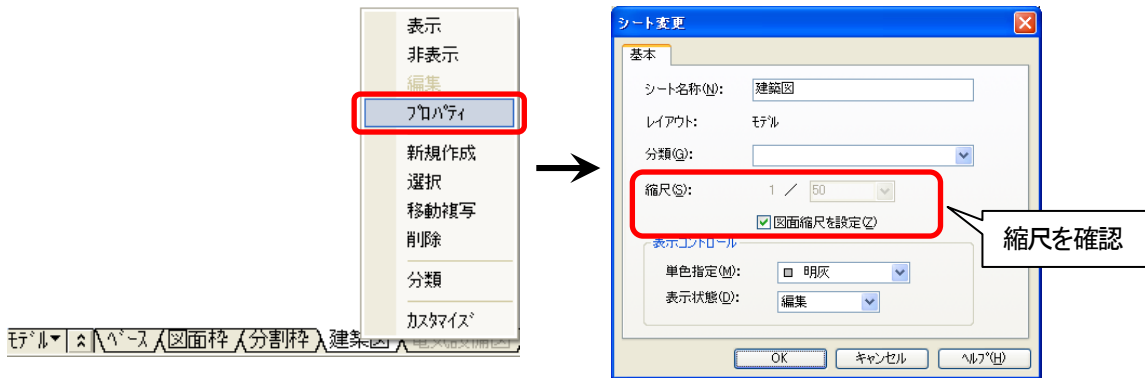 表示
非表示
編集
ﾌﾟﾛﾊﾟﾃｨ
新規作成
選択
移動複写
削除
分類
ｶｽﾀﾏｲｽﾞ
ﾓﾃﾞﾙ ﾍﾞｰｽ 図面枠 分割枠 建築図 電気設備図
シート変更
基本
シート名称(N): 建築図
レイアウト: ﾓﾃﾞﾙ
分類(G):
縮尺(S): 1 ／ 50
図面縮尺を設定(Z)
縮尺を確認
表示コントロール
単色指定(M): 明灰
表示状態(D): 編集
OK キャンセル ﾍﾙﾌﾟ(H)